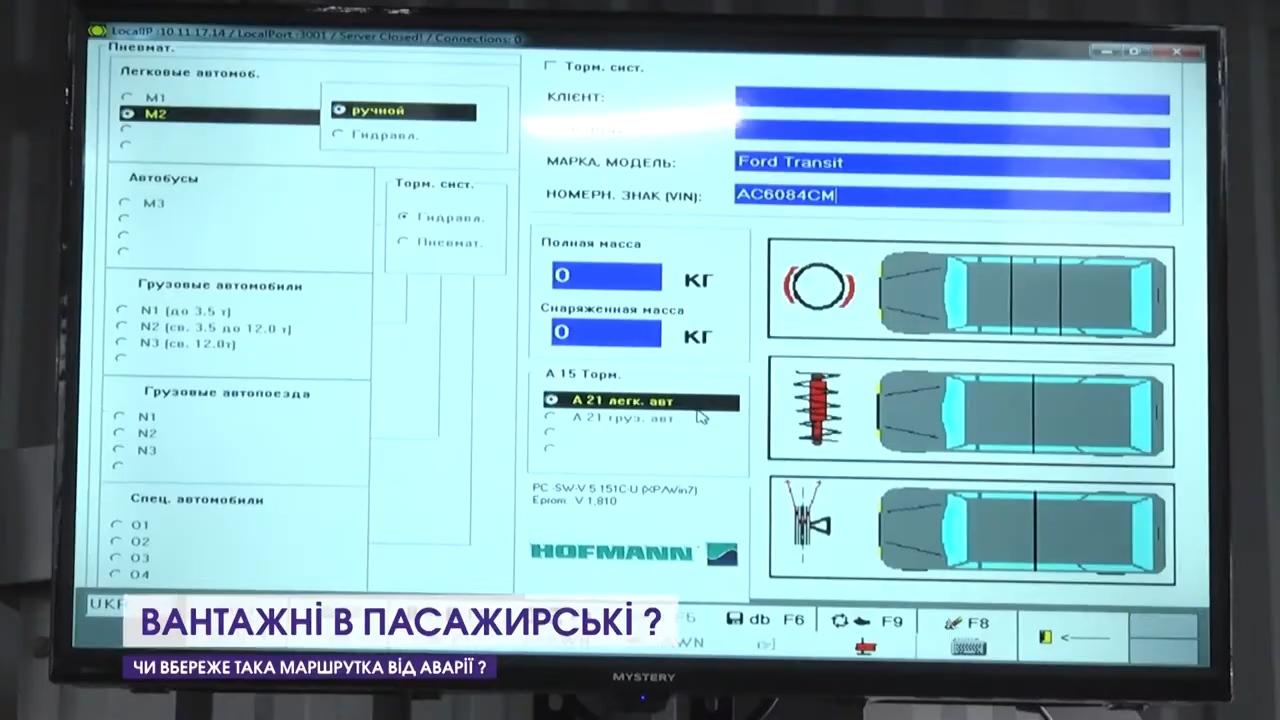 LocalIP :10.11.17.14 / LocalPort :3001 / Server Closed! / Connections: 0
Пневмат.
Легковые автомоб.
M1
M2
ручной
Гидравл.
Автобусы
M3
Торм. сист.
Гидравл.
Пневмат.
Грузовые автомобили
N1 (до 3.5 т)
N2 (св. 3.5 до 12.0 т)
N3 (св. 12.0т)
Грузовые автопоезда
N1
N2
N3
Спец. автомобили
O1
O2
O3
O4
Торм. сист.
КЛІЄНТ:
МАРКА, МОДЕЛЬ: Ford Transit
НОМЕРН. ЗНАК (VIN): AC6084CM
Полная масса
0 КГ
Снаряженная масса
0 КГ
А 15 Торм.
А 21 легк. авт
А 21 груз. авт
PC -SW-V 5.151C-U (XP/Win7)
Eprom V 1,810
HOFMANN
db F6 F9 F8
<
ВАНТАЖНІ В ПАСАЖИРСЬКІ ?
ЧИ ВБЕРЕЖЕ ТАКА МАРШРУТКА ВІД АВАРІЇ ?
MYSTERY